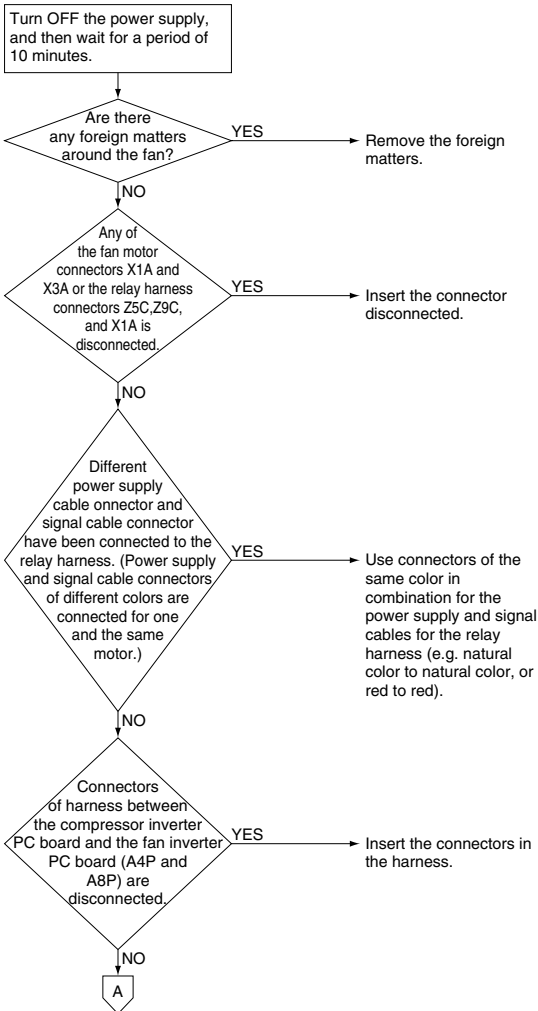 Turn OFF the power supply,
and then wait for a period of
10 minutes.
Are there
any foreign matters
around the fan?
YES
Remove the foreign
matters.
NO
Any of
the fan motor
connectors X1A and
X3A or the relay harness
connectors Z5C,Z9C,
and X1A is
disconnected.
YES
Insert the connector
disconnected.
NO
Different
power supply
cable onnector and
signal cable connector
have been connected to the
relay harness. (Power supply
and signal cable connectors
of different colors are
connected for one
and the same
motor.)
YES
Use connectors of the
same color in
combination for the
power supply and signal
cables for the relay
harness (e.g. natural
color to natural color, or
red to red).
NO
Connectors
of harness between
the compressor inverter
PC board and the fan inverter
PC board (A4P and
A8P) are
disconnected.
YES
Insert the connectors in
the harness.
NO
A